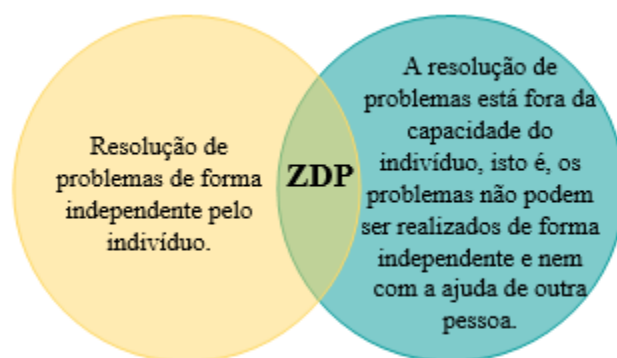 Resolução de
problemas de forma
independente pelo
indivíduo.
ZDP
A resolução de
problemas está fora da
capacidade do
indivíduo, isto é, os
problemas não podem
ser realizados de forma
independente e nem
com a ajuda de outra
pessoa.